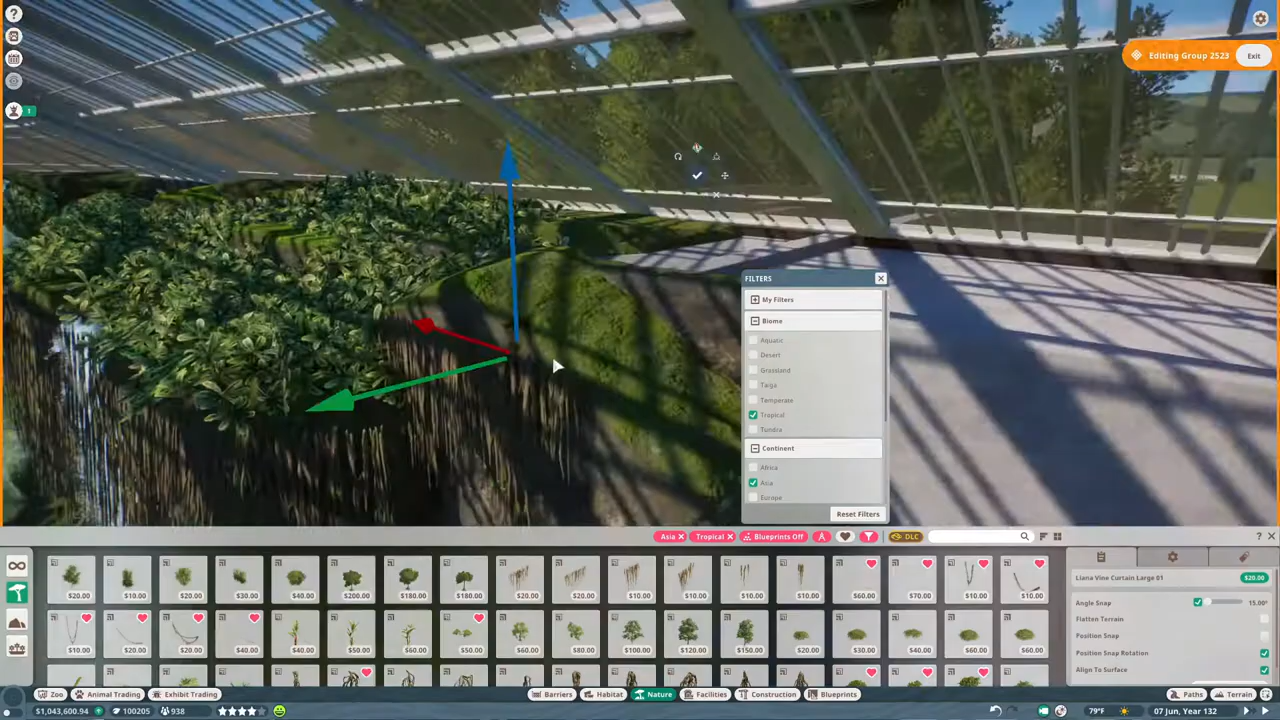 Editing Group 2523
Exit
1
FILTERS
My Filters
Biome
Aquatic
Desert
Grassland
Taiga
Temperate
Tropical
Tundra
Continent
Africa
Asia
Europe
Reset Filters
Asia Tropical Blueprints Off DLC
$20.00 $10.00 $20.00 $30.00 $40.00 $200.00 $180.00 $180.00 $20.00 $20.00 $10.00 $10.00 $10.00 $10.00 $60.00 $70.00 $10.00 $10.00
$10.00 $20.00 $20.00 $40.00 $40.00 $50.00 $60.00 $50.00 $60.00 $80.00 $100.00 $120.00 $150.00 $20.00 $30.00 $40.00 $60.00 $60.00
Liana Vine Curtain Large 01 $20.00
Angle Snap 15.00°
Flatten Terrain
Position Snap
Position Snap Rotation
Align To Surface
Zoo Animal Trading Exhibit Trading Barriers Habitat Nature Facilities Construction Blueprints Paths Terrain
$1,043,600.94 100205 938 79°F 07 Jun, Year 132